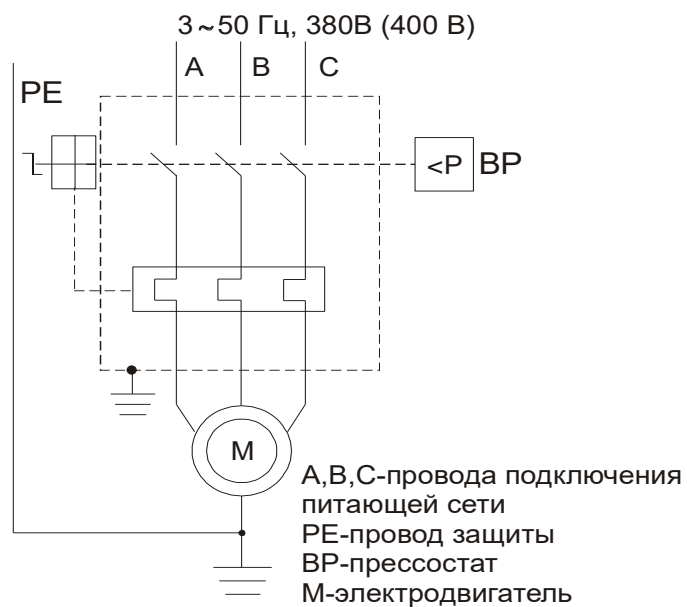 3~50 Гц, 380В (400 В)
A B C
PE
<P BP
M
A,B,C-провода подключения
питающей сети
PE-провод защиты
BP-прессостат
М-электродвигатель